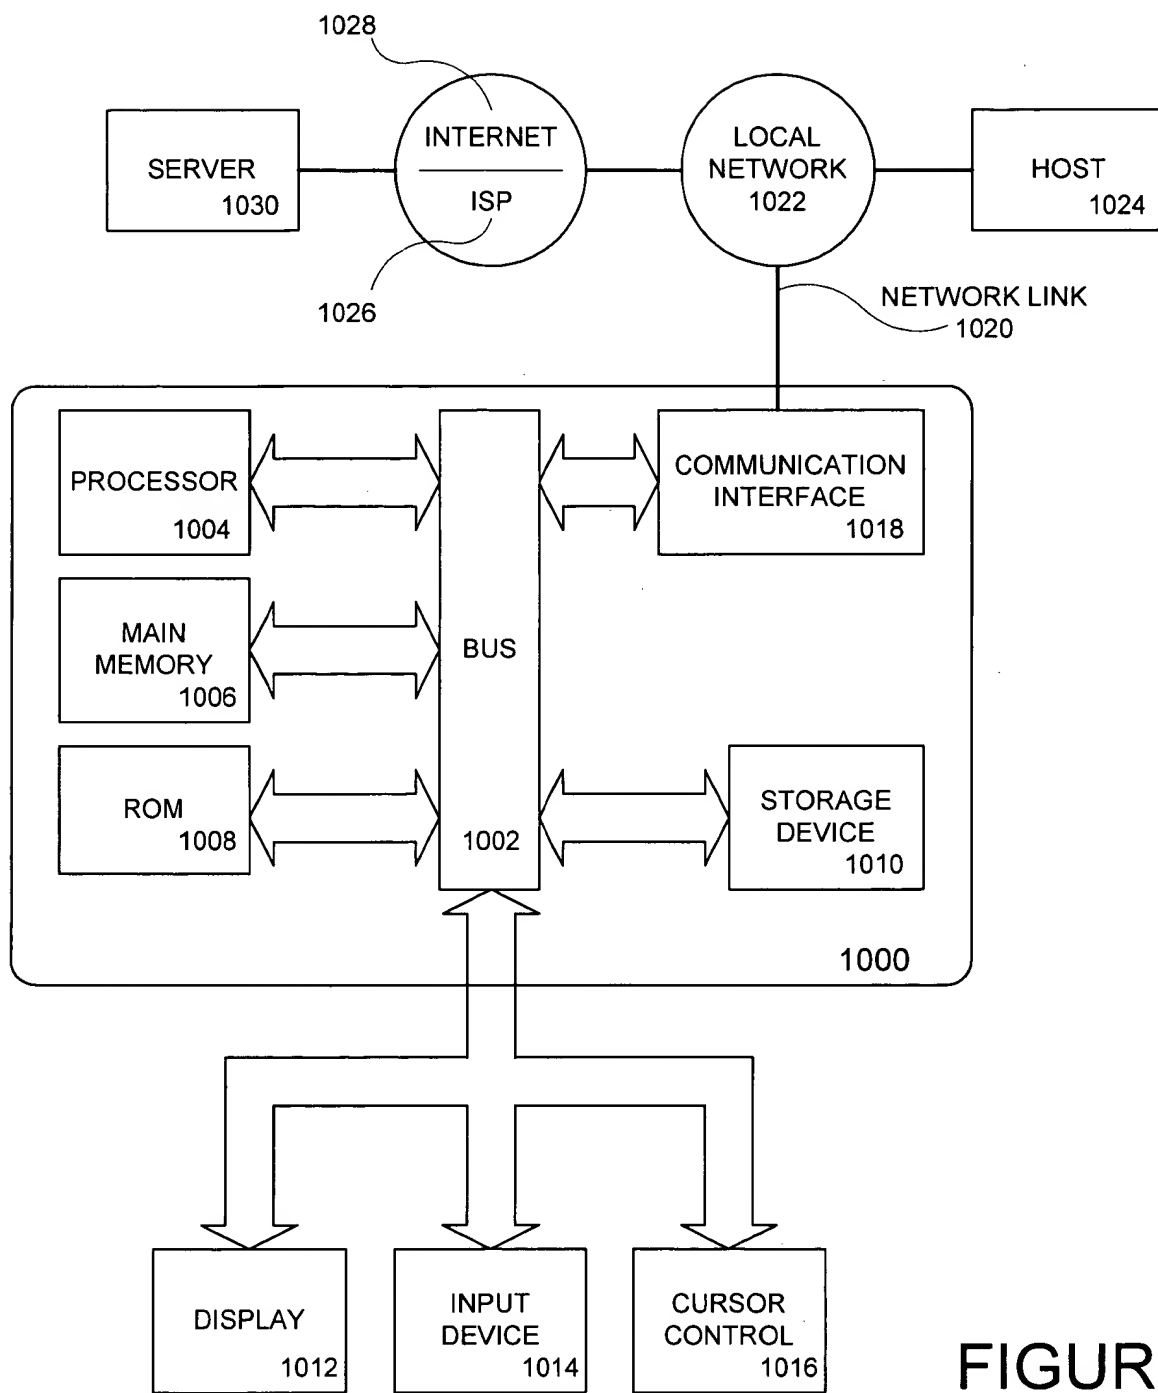 1028
SERVER
1030
INTERNET
ISP
LOCAL
NETWORK
1022
HOST
1024
1026
NETWORK LINK
1020
PROCESSOR
1004
BUS
1002
COMMUNICATION
INTERFACE
1018
MAIN
MEMORY
1006
ROM
1008
STORAGE
DEVICE
1010
1000
DISPLAY
1012
INPUT
DEVICE
1014
CURSOR
CONTROL
1016
FIGUR